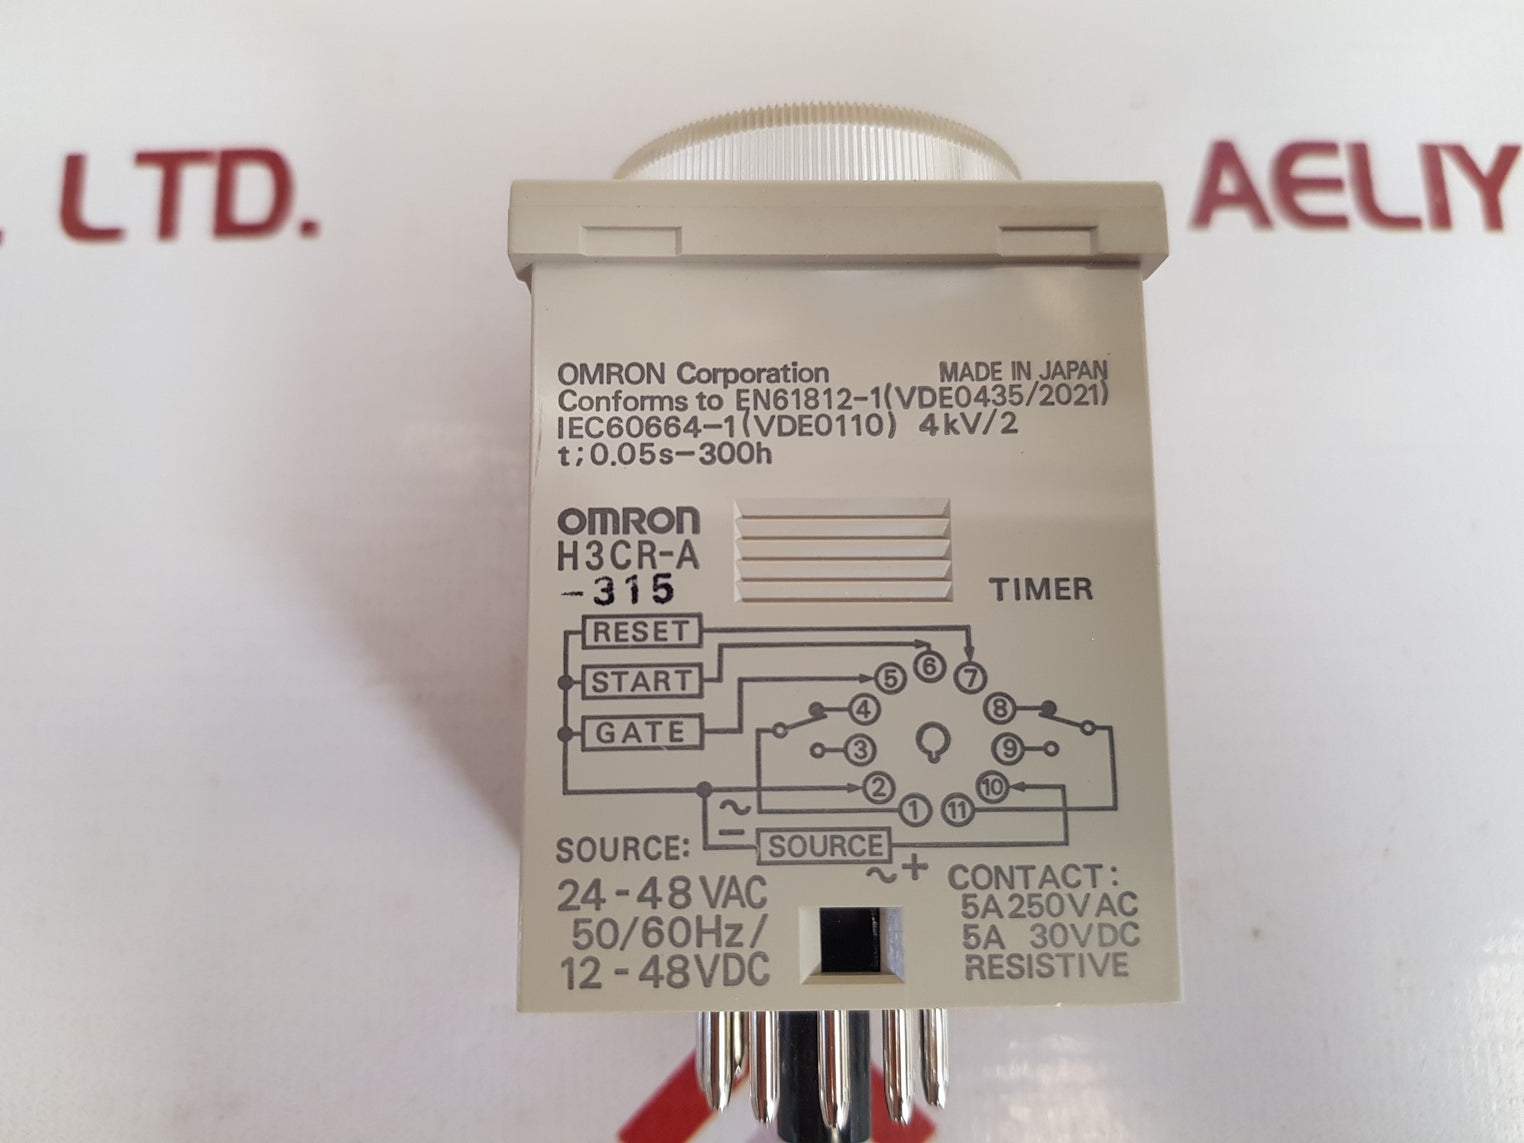 . LTD.
AELIY
OMRON Corporation MADE IN JAPAN
Conforms to EN61812-1(VDE0435/2021)
IEC60664-1(VDE0110) 4kV/2
t;0.05s-300h
OMRON
H3CR-A
-315
TIMER
RESET
START
GATE
6
5
7
4
8
3
9
2
10
1
11
~
-
SOURCE
~ +
SOURCE:
24-48 VAC
50/60Hz/
12-48VDC
CONTACT:
5A 250VAC
5A 30VDC
RESISTIVE